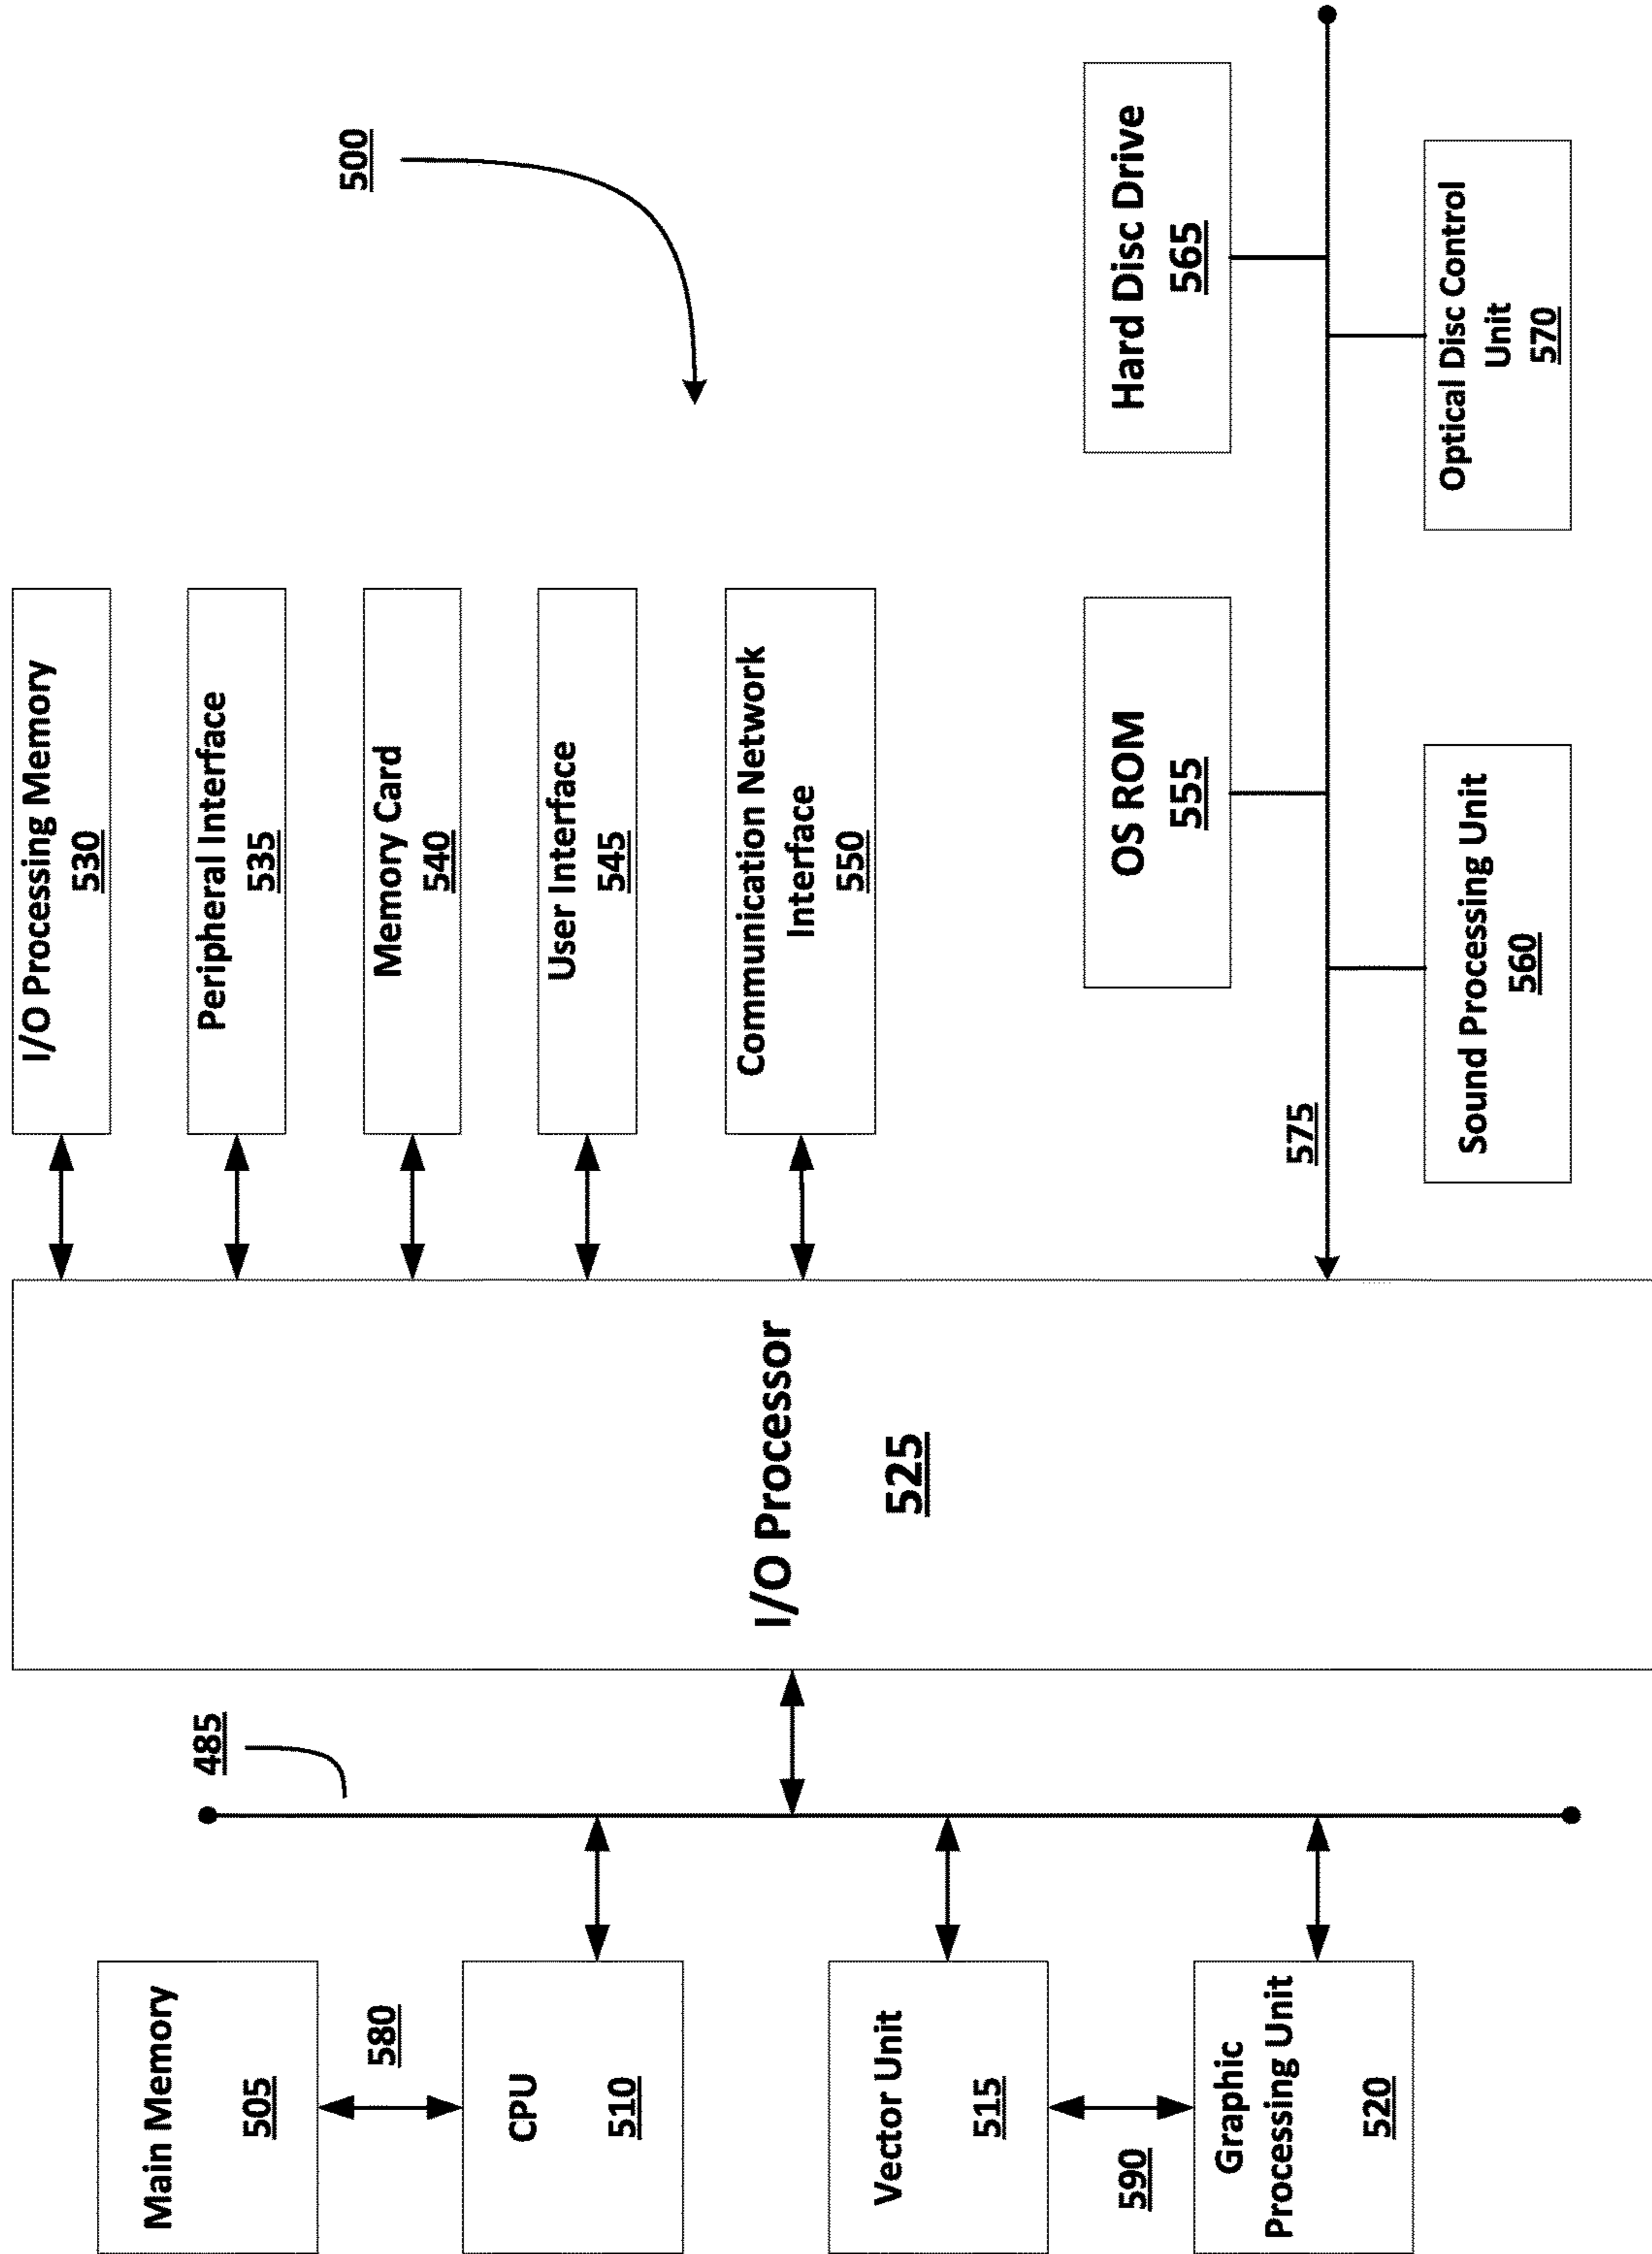 Main Memory
505
580
CPU
510
Vector Unit
515
590
Graphic
Processing Unit
520
485
I/O Processor
525
I/O Processing Memory
530
Peripheral Interface
535
Memory Card
540
User Interface
545
Communication Network
Interface
550
500
575
OS ROM
555
Hard Disc Drive
565
Sound Processing Unit
560
Optical Disc Control
Unit
570